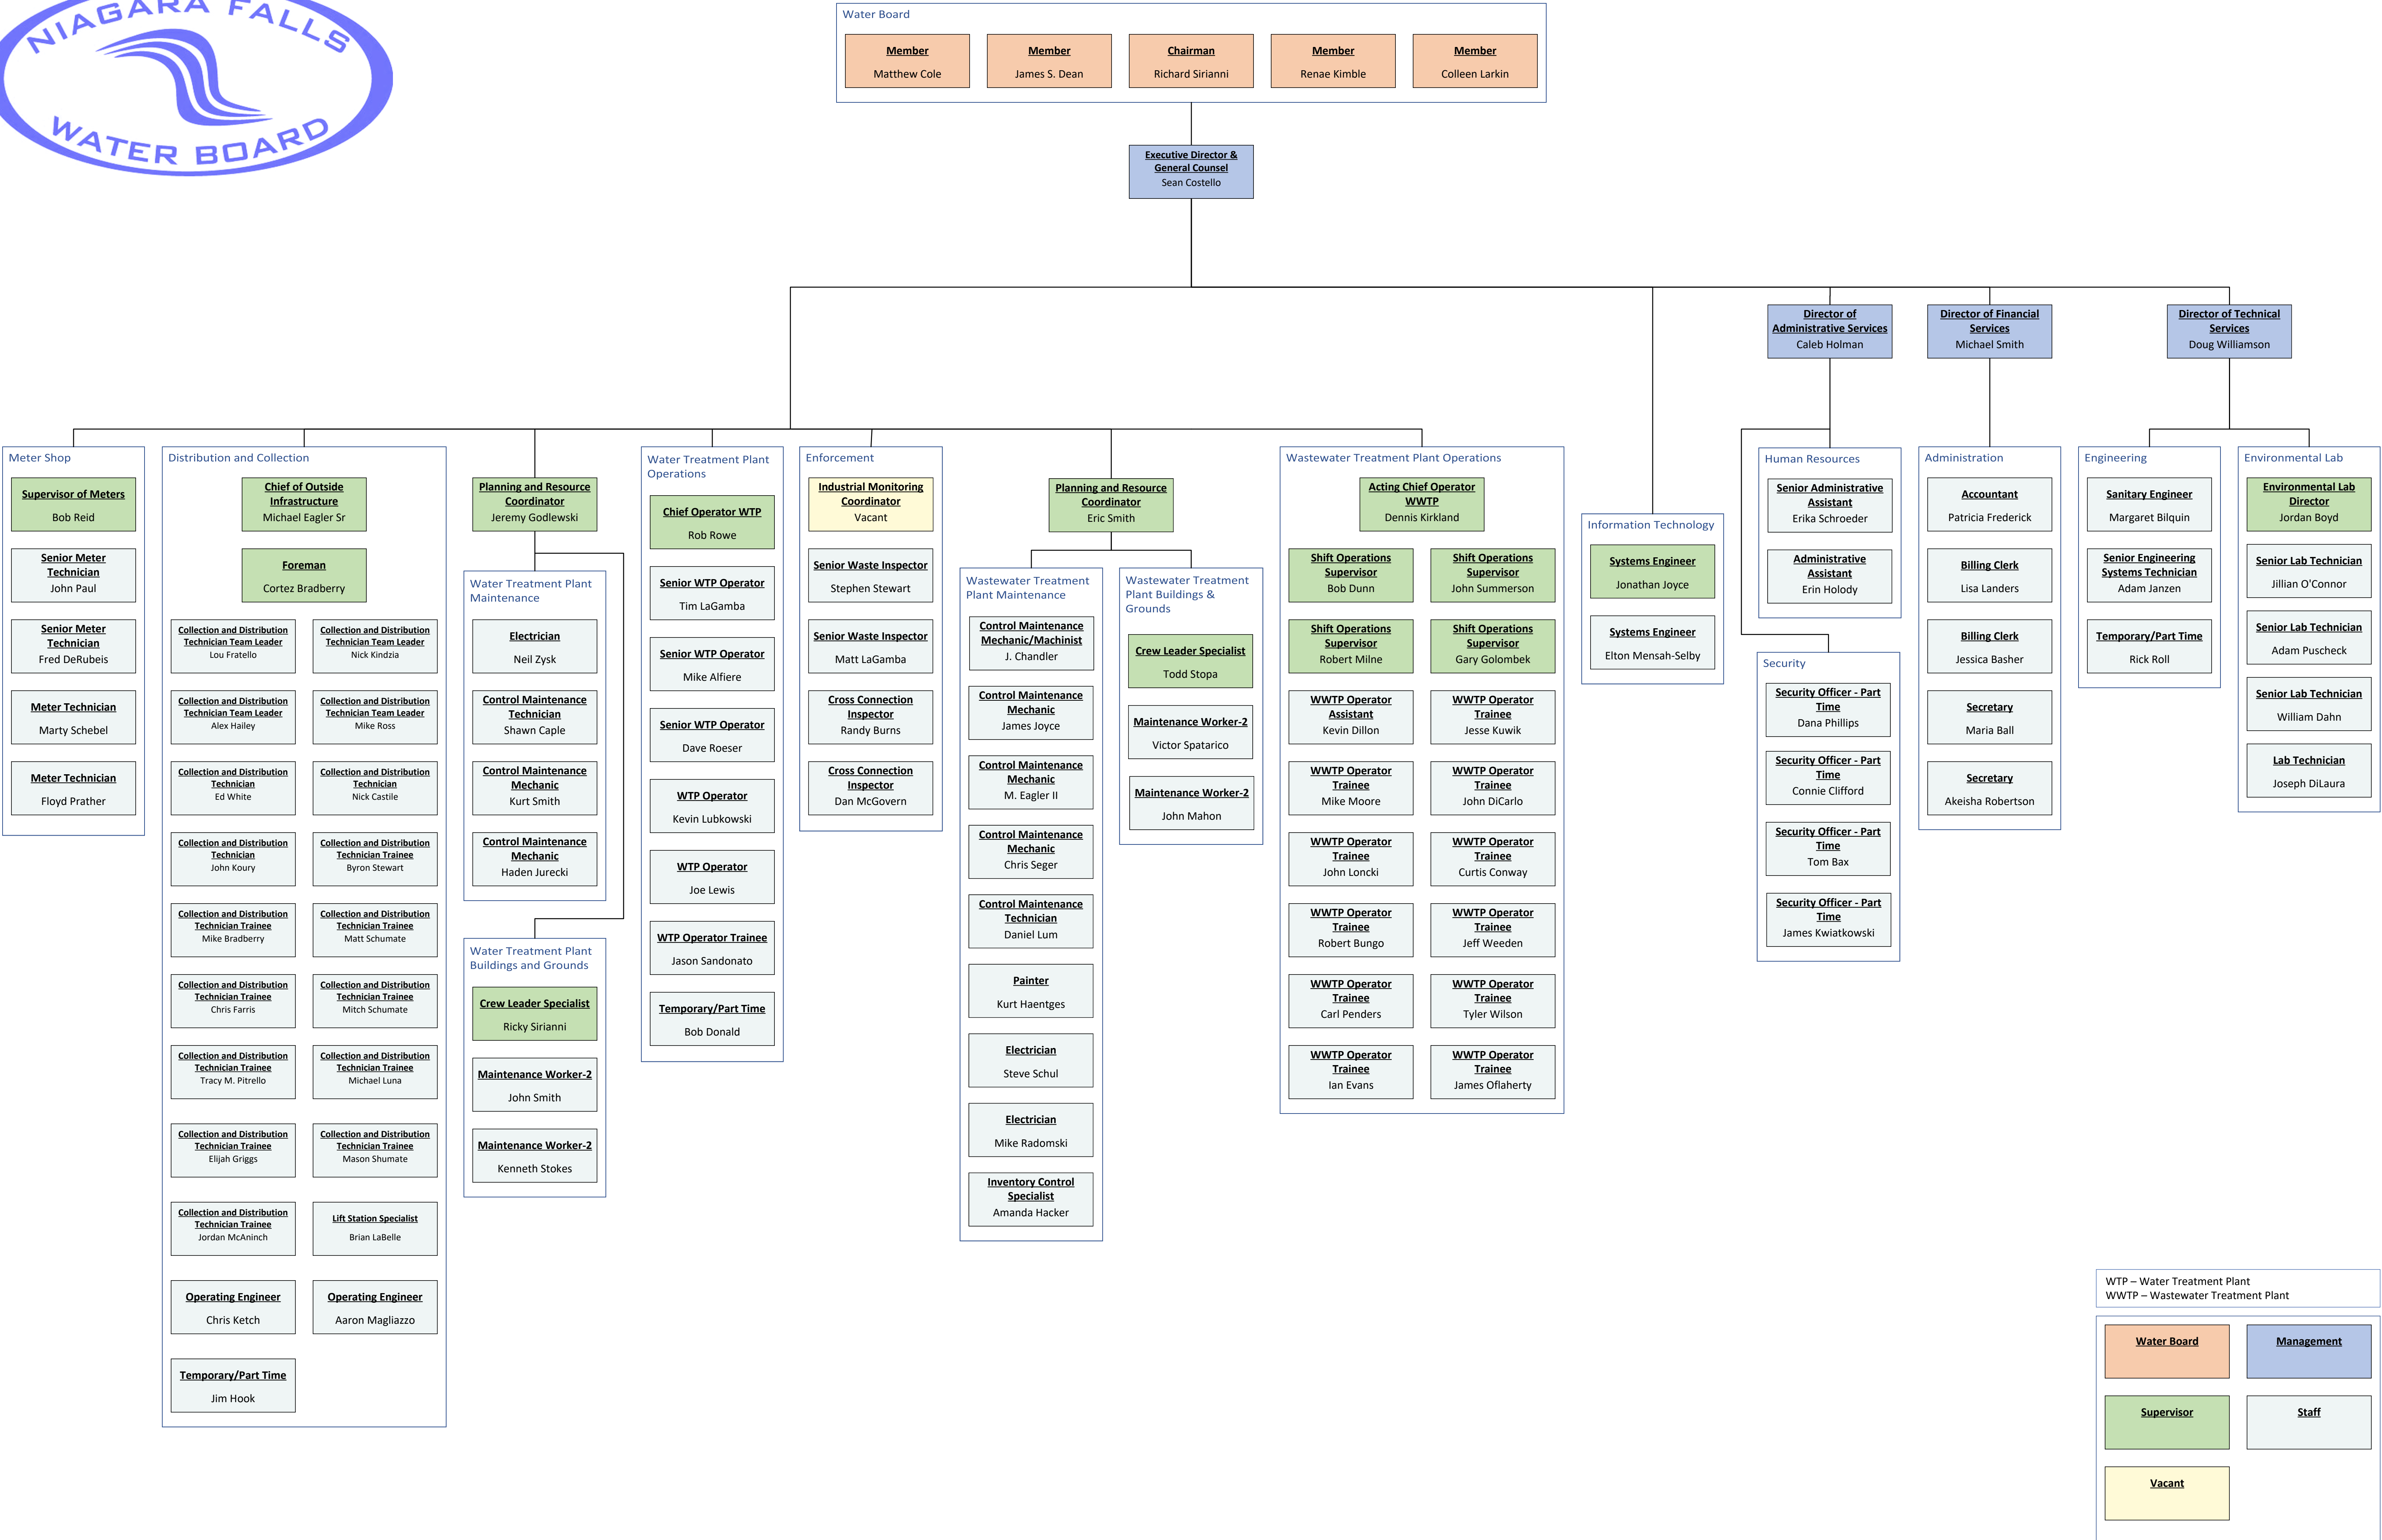 NIAGARA FALLS
WATER BOARD
Water Board
Member
Matthew Cole
Member
James S. Dean
Chairman
Richard Sirianni
Member
Renae Kimble
Member
Colleen Larkin
Executive Director &
General Counsel
Sean Costello
Director of
Administrative Services
Caleb Holman
Director of Financial
Services
Michael Smith
Director of Technical
Services
Doug Williamson
Meter Shop
Supervisor of Meters
Bob Reid
Senior Meter
Technician
John Paul
Senior Meter
Technician
Fred DeRubeis
Meter Technician
Marty Schebel
Meter Technician
Floyd Prather
Distribution and Collection
Chief of Outside
Infrastructure
Michael Eagler Sr
Foreman
Cortez Bradberry
Collection and Distribution
Technician Team Leader
Lou Fratello
Collection and Distribution
Technician Team Leader
Nick Kindzia
Collection and Distribution
Technician Team Leader
Alex Hailey
Collection and Distribution
Technician Team Leader
Mike Ross
Collection and Distribution
Technician
Ed White
Collection and Distribution
Technician
Nick Castile
Collection and Distribution
Technician
John Koury
Collection and Distribution
Technician Trainee
Byron Stewart
Collection and Distribution
Technician Trainee
Mike Bradberry
Collection and Distribution
Technician Trainee
Matt Schumate
Collection and Distribution
Technician Trainee
Chris Farris
Collection and Distribution
Technician Trainee
Mitch Schumate
Collection and Distribution
Technician Trainee
Tracy M. Pitrello
Collection and Distribution
Technician Trainee
Michael Luna
Collection and Distribution
Technician Trainee
Elijah Griggs
Collection and Distribution
Technician Trainee
Mason Shumate
Collection and Distribution
Technician Trainee
Jordan McAninch
Lift Station Specialist
Brian LaBelle
Operating Engineer
Chris Ketch
Operating Engineer
Aaron Magliazzo
Temporary/Part Time
Jim Hook
Planning and Resource
Coordinator
Jeremy Godlewski
Water Treatment Plant
Maintenance
Electrician
Neil Zysk
Control Maintenance
Technician
Shawn Caple
Control Maintenance
Mechanic
Kurt Smith
Control Maintenance
Mechanic
Haden Jurecki
Water Treatment Plant
Buildings and Grounds
Crew Leader Specialist
Ricky Sirianni
Maintenance Worker-2
John Smith
Maintenance Worker-2
Kenneth Stokes
Water Treatment Plant
Operations
Chief Operator WTP
Rob Rowe
Senior WTP Operator
Tim LaGamba
Senior WTP Operator
Mike Alfiere
Senior WTP Operator
Dave Roeser
WTP Operator
Kevin Lubkowski
WTP Operator
Joe Lewis
WTP Operator Trainee
Jason Sandonato
Temporary/Part Time
Bob Donald
Enforcement
Industrial Monitoring
Coordinator
Vacant
Senior Waste Inspector
Stephen Stewart
Senior Waste Inspector
Matt LaGamba
Cross Connection
Inspector
Randy Burns
Cross Connection
Inspector
Dan McGovern
Planning and Resource
Coordinator
Eric Smith
Wastewater Treatment
Plant Maintenance
Control Maintenance
Mechanic/Machinist
J. Chandler
Control Maintenance
Mechanic
James Joyce
Control Maintenance
Mechanic
M. Eagler II
Control Maintenance
Mechanic
Chris Seger
Control Maintenance
Technician
Daniel Lum
Painter
Kurt Haentges
Electrician
Steve Schul
Electrician
Mike Radomski
Inventory Control
Specialist
Amanda Hacker
Wastewater Treatment
Plant Buildings &
Grounds
Crew Leader Specialist
Todd Stopa
Maintenance Worker-2
Victor Spatarico
Maintenance Worker-2
John Mahon
Wastewater Treatment Plant Operations
Acting Chief Operator
WWTP
Dennis Kirkland
Shift Operations
Supervisor
Bob Dunn
Shift Operations
Supervisor
John Summerson
Shift Operations
Supervisor
Robert Milne
Shift Operations
Supervisor
Gary Golombek
WWTP Operator
Assistant
Kevin Dillon
WWTP Operator
Trainee
Jesse Kuwik
WWTP Operator
Trainee
Mike Moore
WWTP Operator
Trainee
John DiCarlo
WWTP Operator
Trainee
John Loncki
WWTP Operator
Trainee
Curtis Conway
WWTP Operator
Trainee
Robert Bungo
WWTP Operator
Trainee
Jeff Weeden
WWTP Operator
Trainee
Carl Penders
WWTP Operator
Trainee
Tyler Wilson
WWTP Operator
Trainee
Ian Evans
WWTP Operator
Trainee
James Oflaherty
Information Technology
Systems Engineer
Jonathan Joyce
Systems Engineer
Elton Mensah-Selby
Human Resources
Senior Administrative
Assistant
Erika Schroeder
Administrative
Assistant
Erin Holody
Security
Security Officer - Part
Time
Dana Phillips
Security Officer - Part
Time
Connie Clifford
Security Officer - Part
Time
Tom Bax
Security Officer - Part
Time
James Kwiatkowski
Administration
Accountant
Patricia Frederick
Billing Clerk
Lisa Landers
Billing Clerk
Jessica Basher
Secretary
Maria Ball
Secretary
Akeisha Robertson
Engineering
Sanitary Engineer
Margaret Bilquin
Senior Engineering
Systems Technician
Adam Janzen
Temporary/Part Time
Rick Roll
Environmental Lab
Environmental Lab
Director
Jordan Boyd
Senior Lab Technician
Jillian O'Connor
Senior Lab Technician
Adam Puscheck
Senior Lab Technician
William Dahn
Lab Technician
Joseph DiLaura
WTP – Water Treatment Plant
WWTP – Wastewater Treatment Plant
Water Board
Management
Supervisor
Staff
Vacant